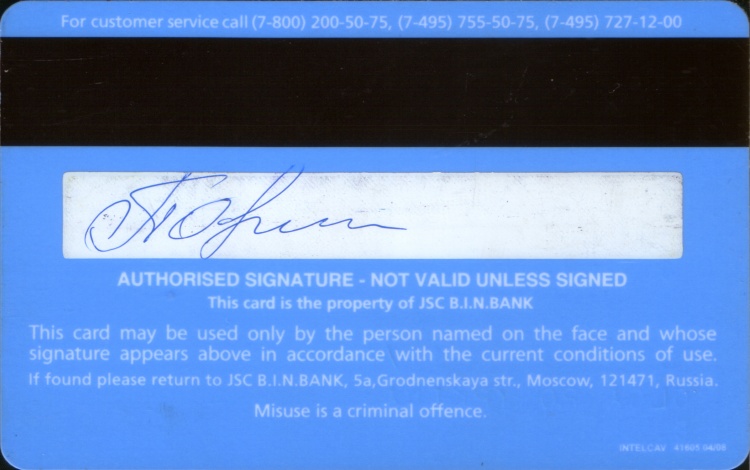 For customer service call (7-800) 200-50-75, (7-495) 755-50-75, (7-495) 727-12-00
AUTHORISED SIGNATURE - NOT VALID UNLESS SIGNED
This card is the property of JSC B.I.N.BANK
This card may be used only by the person named on the face and whose
signature appears above in accordance with the current conditions of use.
If found please return to JSC B.I.N.BANK, 5a,Grodnenskaya str., Moscow, 121471, Russia.
Misuse is a criminal offence.
INTELCAV 41605 04/08